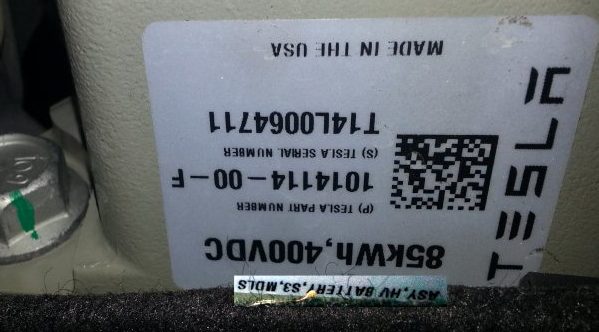 ASY,HV BATTERY,S3,MDLS
85kWh,400VDC
(P) TESLA PART NUMBER
1014114-00-F
(S) TESLA SERIAL NUMBER
T14L0064711
MADE IN THE USA
TESLA